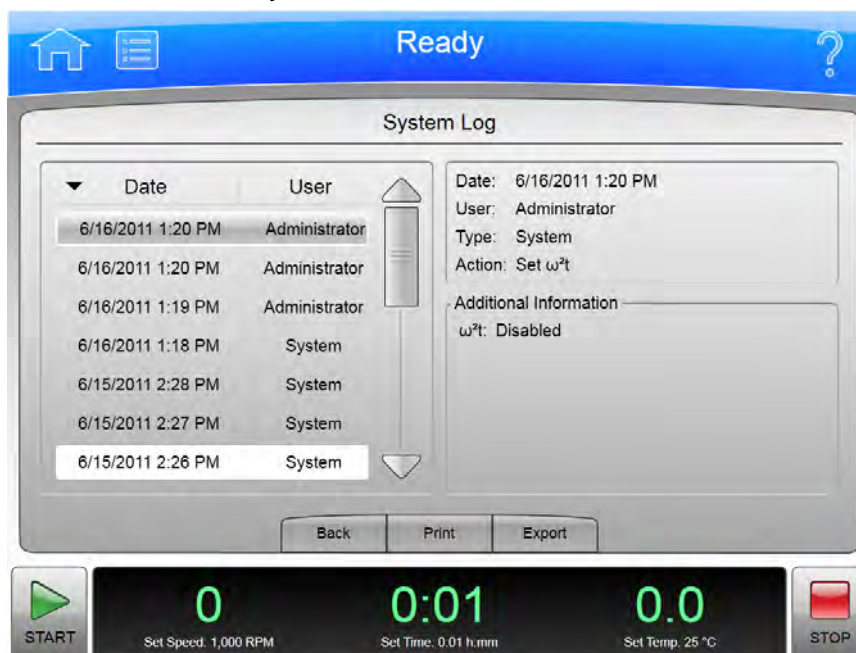 Ready
System Log
Date User
6/16/2011 1:20 PM Administrator
6/16/2011 1:20 PM Administrator
6/16/2011 1:19 PM Administrator
6/16/2011 1:18 PM System
6/15/2011 2:28 PM System
6/15/2011 2:27 PM System
6/15/2011 2:26 PM System
Date: 6/16/2011 1:20 PM
User: Administrator
Type: System
Action: Set ω²t
Additional Information
ω²t: Disabled
Back Print Export
START
0
Set Speed. 1,000 RPM
0:01
Set Time. 0.01 h:mm
0.0
Set Temp. 25 °C
STOP